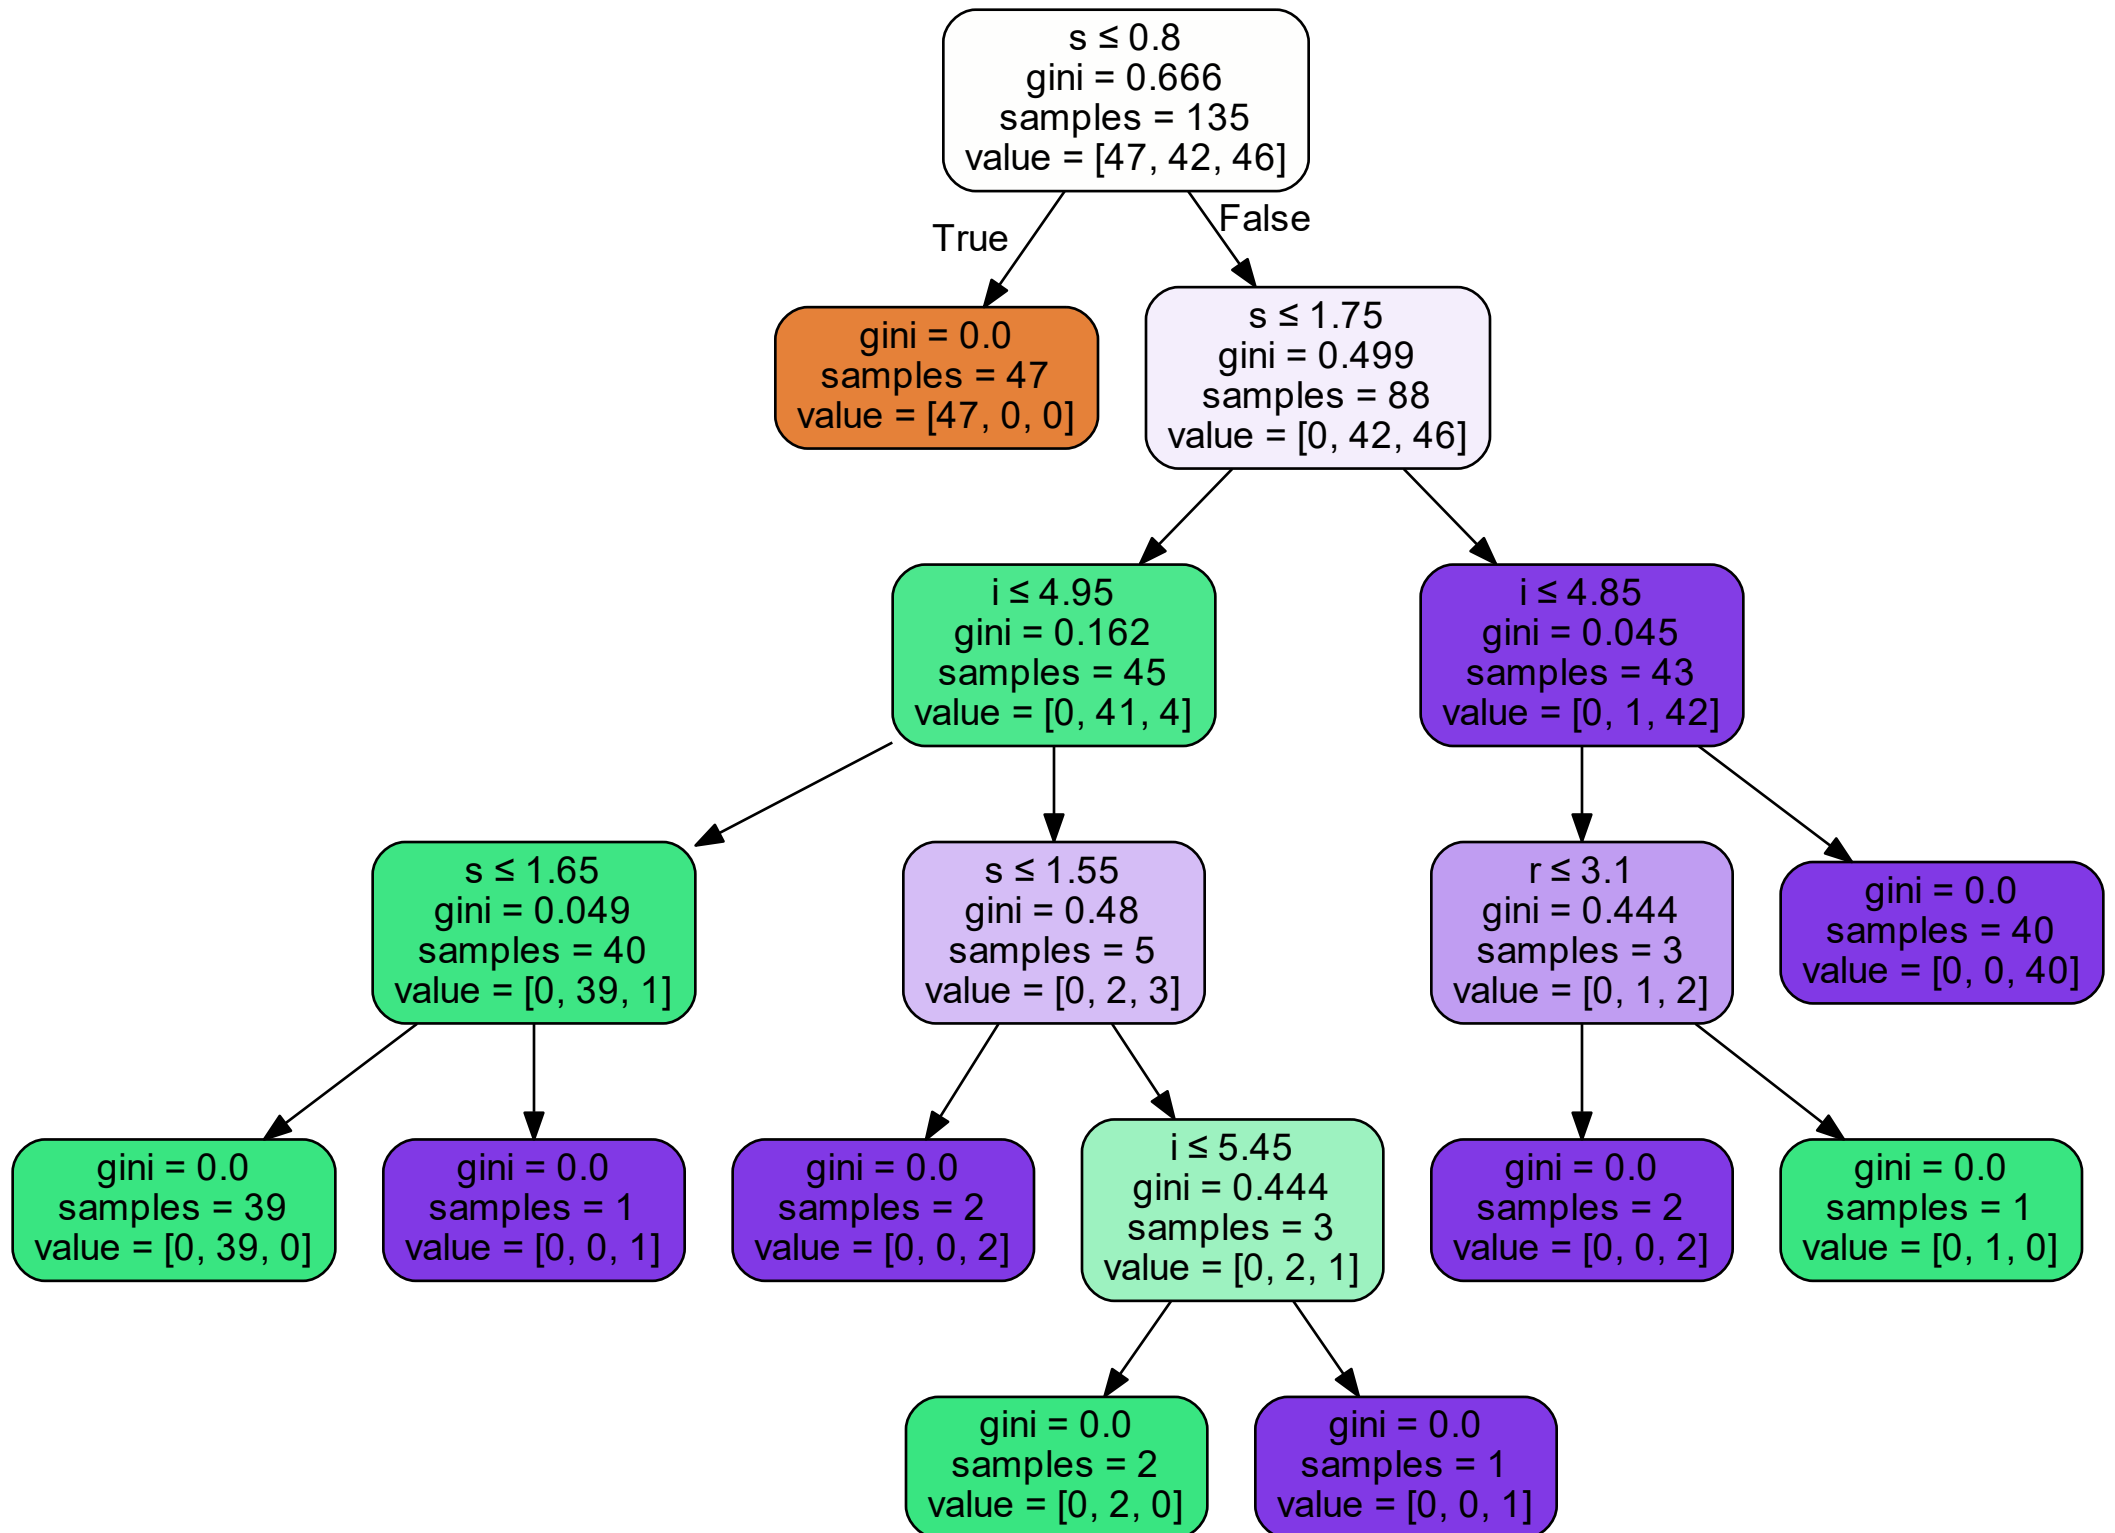 s ≤ 0.8
gini = 0.666
samples = 135
value = [47, 42, 46]
True
False
gini = 0.0
samples = 47
value = [47, 0, 0]
s ≤ 1.75
gini = 0.499
samples = 88
value = [0, 42, 46]
i ≤ 4.95
gini = 0.162
samples = 45
value = [0, 41, 4]
i ≤ 4.85
gini = 0.045
samples = 43
value = [0, 1, 42]
s ≤ 1.65
gini = 0.049
samples = 40
value = [0, 39, 1]
s ≤ 1.55
gini = 0.48
samples = 5
value = [0, 2, 3]
r ≤ 3.1
gini = 0.444
samples = 3
value = [0, 1, 2]
gini = 0.0
samples = 40
value = [0, 0, 40]
gini = 0.0
samples = 39
value = [0, 39, 0]
gini = 0.0
samples = 1
value = [0, 0, 1]
gini = 0.0
samples = 2
value = [0, 0, 2]
i ≤ 5.45
gini = 0.444
samples = 3
value = [0, 2, 1]
gini = 0.0
samples = 2
value = [0, 0, 2]
gini = 0.0
samples = 1
value = [0, 1, 0]
gini = 0.0
samples = 2
value = [0, 2, 0]
gini = 0.0
samples = 1
value = [0, 0, 1]